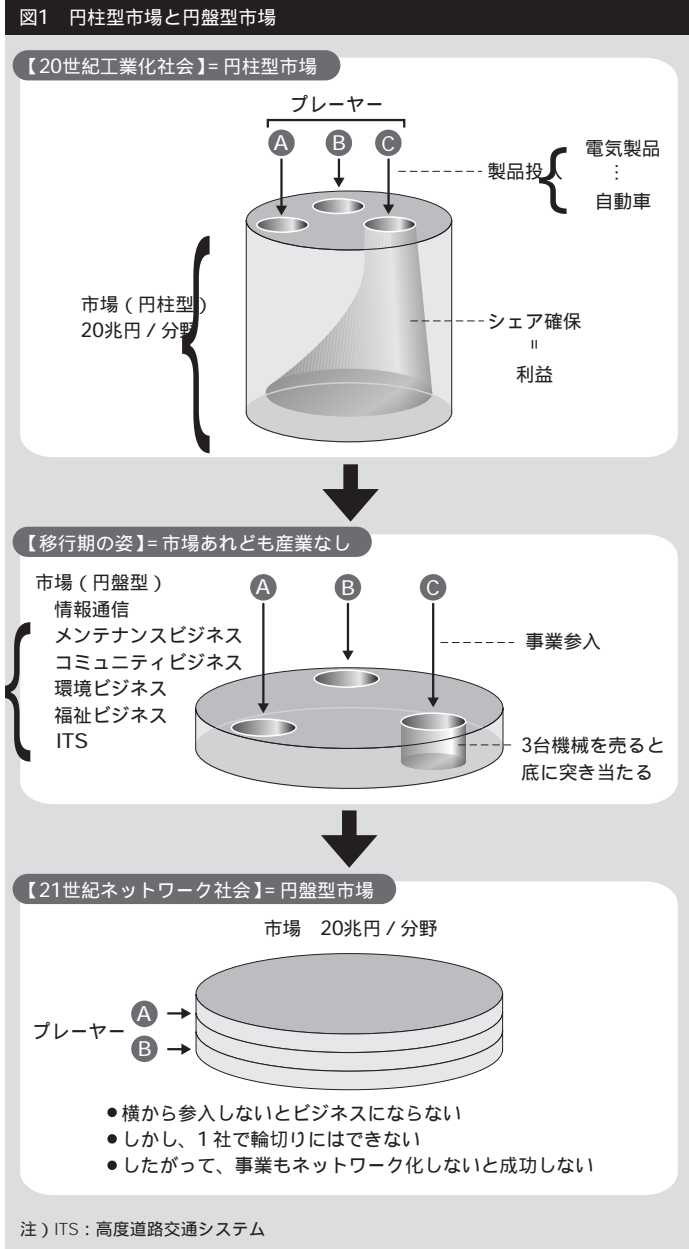 図1　円柱型市場と円盤型市場
【20世紀工業化社会】= 円柱型市場
プレーヤー
A B C
製品投入
電気製品
⋮
自動車
市場（円柱型）
20兆円 / 分野
シェア確保
=
利益
【移行期の姿】= 市場あれども産業なし
市場（円盤型）
情報通信
メンテナンスビジネス
コミュニティビジネス
環境ビジネス
福祉ビジネス
ITS
A B C
事業参入
3台機械を売ると
底に突き当たる
【21世紀ネットワーク社会】= 円盤型市場
市場　20兆円 / 分野
プレーヤー
A
B
●横から参入しないとビジネスにならない
●しかし、1社で輪切りにはできない
●したがって、事業もネットワーク化しないと成功しない
注）ITS：高度道路交通システム